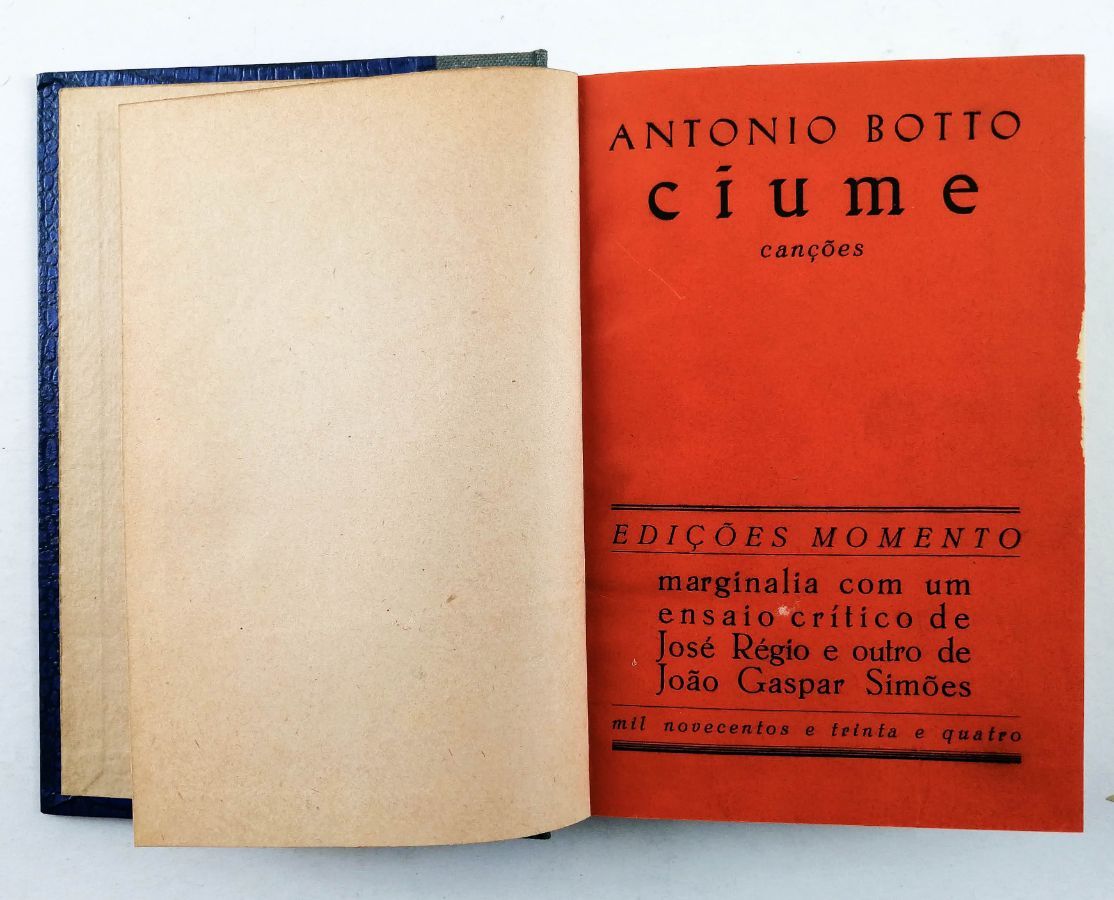 ANTONIO BOTTO
cíume
canções
EDIÇÕES MOMENTO
marginalia com um
ensaio crítico de
José Régio e outro de
João Gaspar Simões
mil novecentos e trinta e quatro